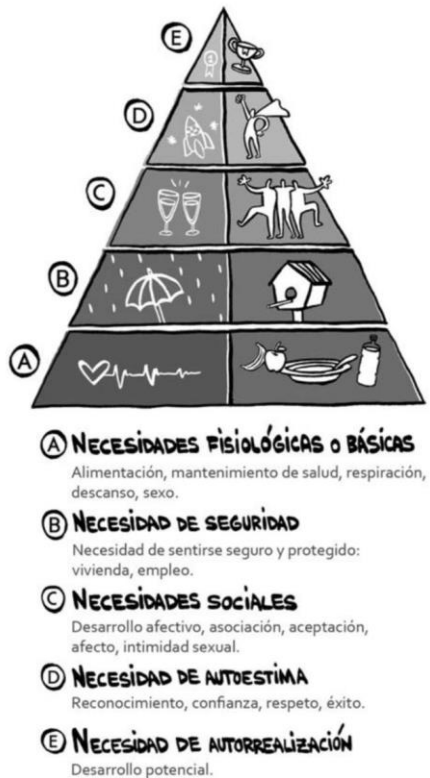 E
D
C
B
A
A NECESIDADES FISIOLÓGICAS O BÁSICAS
Alimentación, mantenimiento de salud, respiración,
descanso, sexo.
B NECESIDAD DE SEGURIDAD
Necesidad de sentirse seguro y protegido:
vivienda, empleo.
C NECESIDADES SOCIALES
Desarrollo afectivo, asociación, aceptación,
afecto, intimidad sexual.
D NECESIDAD DE AUTOESTIMA
Reconocimiento, confianza, respeto, éxito.
E NECESIDAD DE AUTORREALIZACIÓN
Desarrollo potencial.